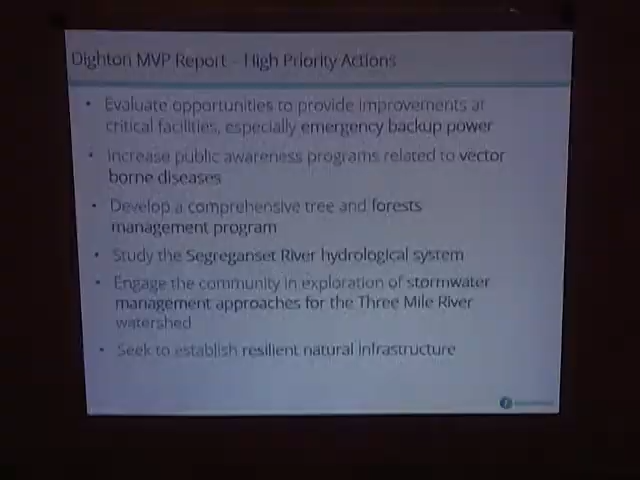 Dighton MVP Report - High Priority Actions
• Evaluate opportunities to provide improvements at
critical facilities, especially emergency backup power
• Increase public awareness programs related to vector
borne diseases
• Develop a comprehensive tree and forests
management program
• Study the Segreganset River hydrological system
• Engage the community in exploration of stormwater
management approaches for the Three Mile River
watershed
• Seek to establish resilient natural infrastructure